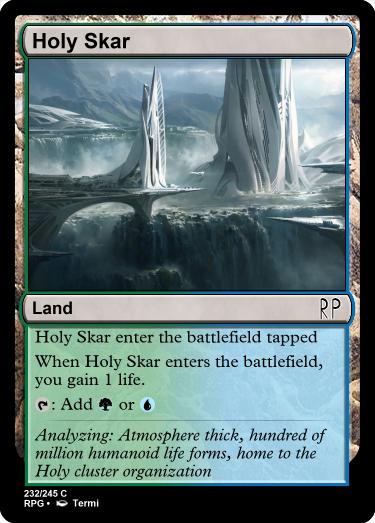 Holy Skar
Land
RP
Holy Skar enter the battlefield tapped
When Holy Skar enters the battlefield,
you gain 1 life.
: Add or
Analyzing: Atmosphere thick, hundred of
million humanoid life forms, home to the
Holy cluster organization
232/245 C
RPG • Termi